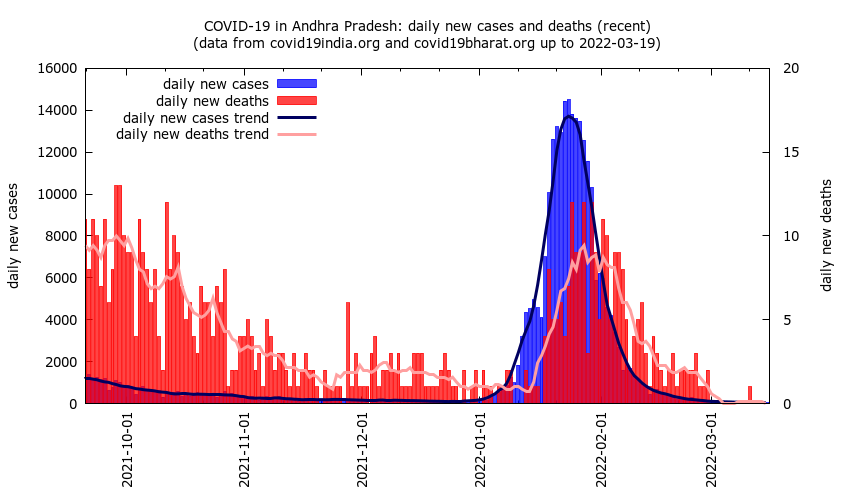 COVID-19 in Andhra Pradesh: daily new cases and deaths (recent)
(data from covid19india.org and covid19bharat.org up to 2022-03-19)
daily new cases
daily new deaths
daily new cases trend
daily new deaths trend
daily new cases
16000
14000
12000
10000
8000
6000
4000
2000
0
20
15
10
5
0
daily new deaths
2021-10-01
2021-11-01
2021-12-01
2022-01-01
2022-02-01
2022-03-01